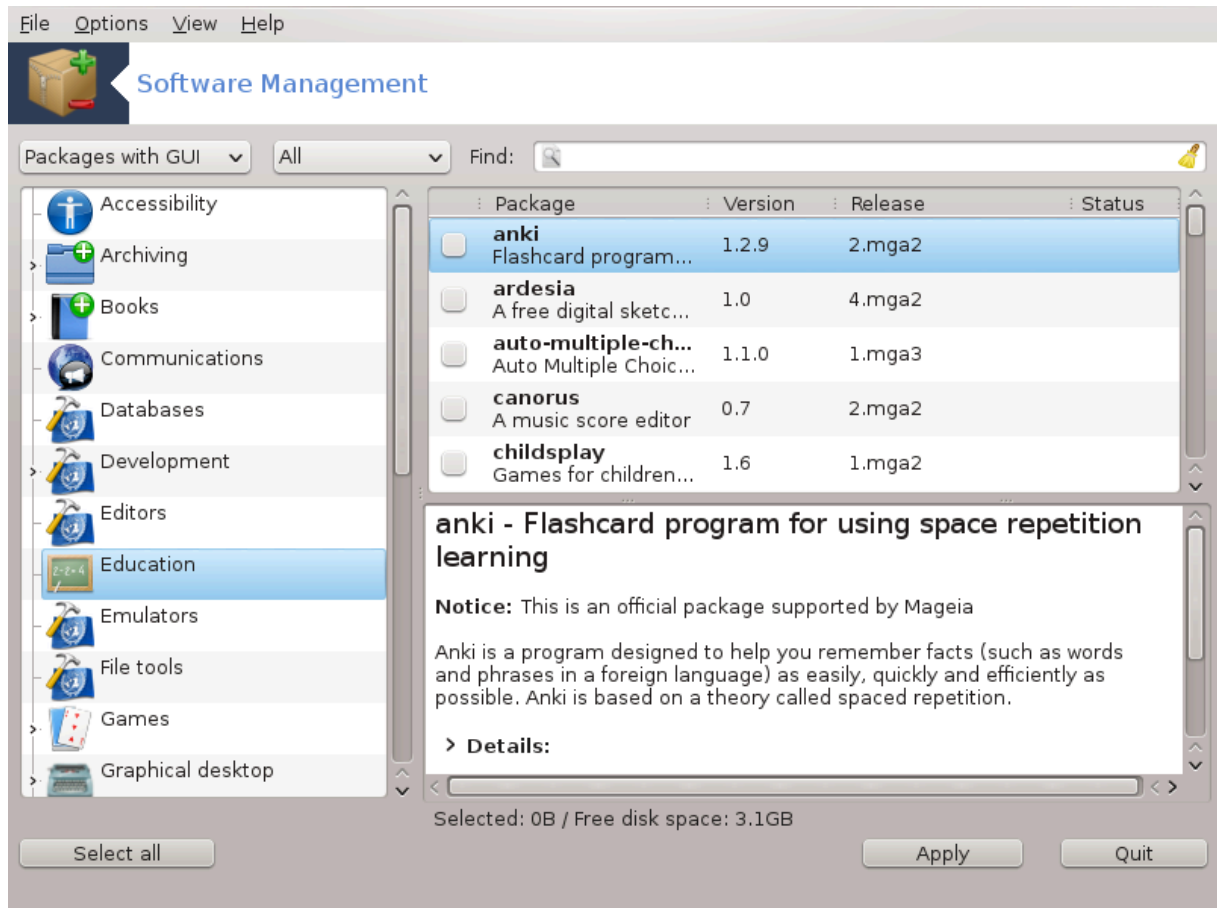 File Options View Help
Software Management
Packages with GUI All Find:
Accessibility
Archiving
Books
Communications
Databases
Development
Editors
Education
Emulators
File tools
Games
Graphical desktop
Package Version Release Status
anki
Flashcard program... 1.2.9 2.mga2
ardesia
A free digital sketc... 1.0 4.mga2
auto-multiple-ch...
Auto Multiple Choic... 1.1.0 1.mga3
canorus
A music score editor 0.7 2.mga2
childsplay
Games for children... 1.6 1.mga2
anki - Flashcard program for using space repetition
learning
Notice: This is an official package supported by Mageia
Anki is a program designed to help you remember facts (such as words
and phrases in a foreign language) as easily, quickly and efficiently as
possible. Anki is based on a theory called spaced repetition.
Details:
Selected: 0B / Free disk space: 3.1GB
Select all Apply Quit